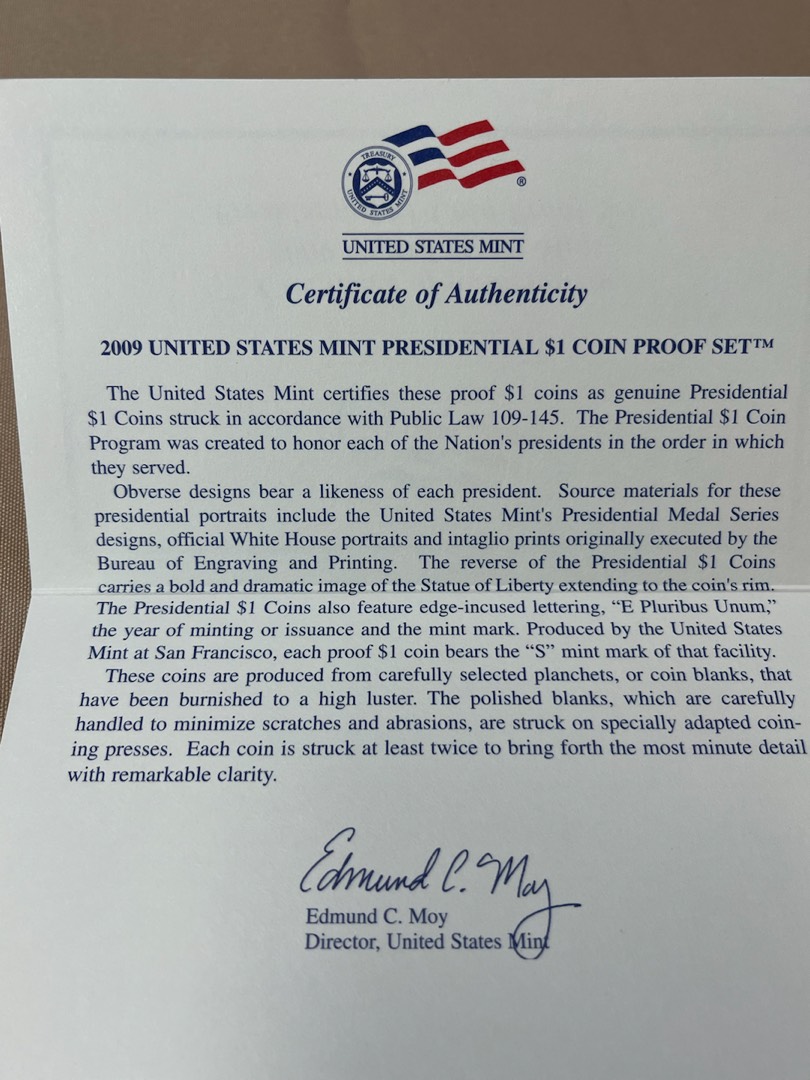 TREASURY
UNITED STATES MINT
®
UNITED STATES MINT
Certificate of Authenticity
2009 UNITED STATES MINT PRESIDENTIAL $1 COIN PROOF SET™
The United States Mint certifies these proof $1 coins as genuine Presidential
$1 Coins struck in accordance with Public Law 109-145. The Presidential $1 Coin
Program was created to honor each of the Nation's presidents in the order in which
they served.
Obverse designs bear a likeness of each president. Source materials for these
presidential portraits include the United States Mint's Presidential Medal Series
designs, official White House portraits and intaglio prints originally executed by the
Bureau of Engraving and Printing. The reverse of the Presidential $1 Coins
carries a bold and dramatic image of the Statue of Liberty extending to the coin's rim.
The Presidential $1 Coins also feature edge-incused lettering, “E Pluribus Unum,”
the year of minting or issuance and the mint mark. Produced by the United States
Mint at San Francisco, each proof $1 coin bears the “S” mint mark of that facility.
These coins are produced from carefully selected planchets, or coin blanks, that
have been burnished to a high luster. The polished blanks, which are carefully
handled to minimize scratches and abrasions, are struck on specially adapted coin-
ing presses. Each coin is struck at least twice to bring forth the most minute detail
with remarkable clarity.
Edmund C. Moy
Edmund C. Moy
Director, United States Mint